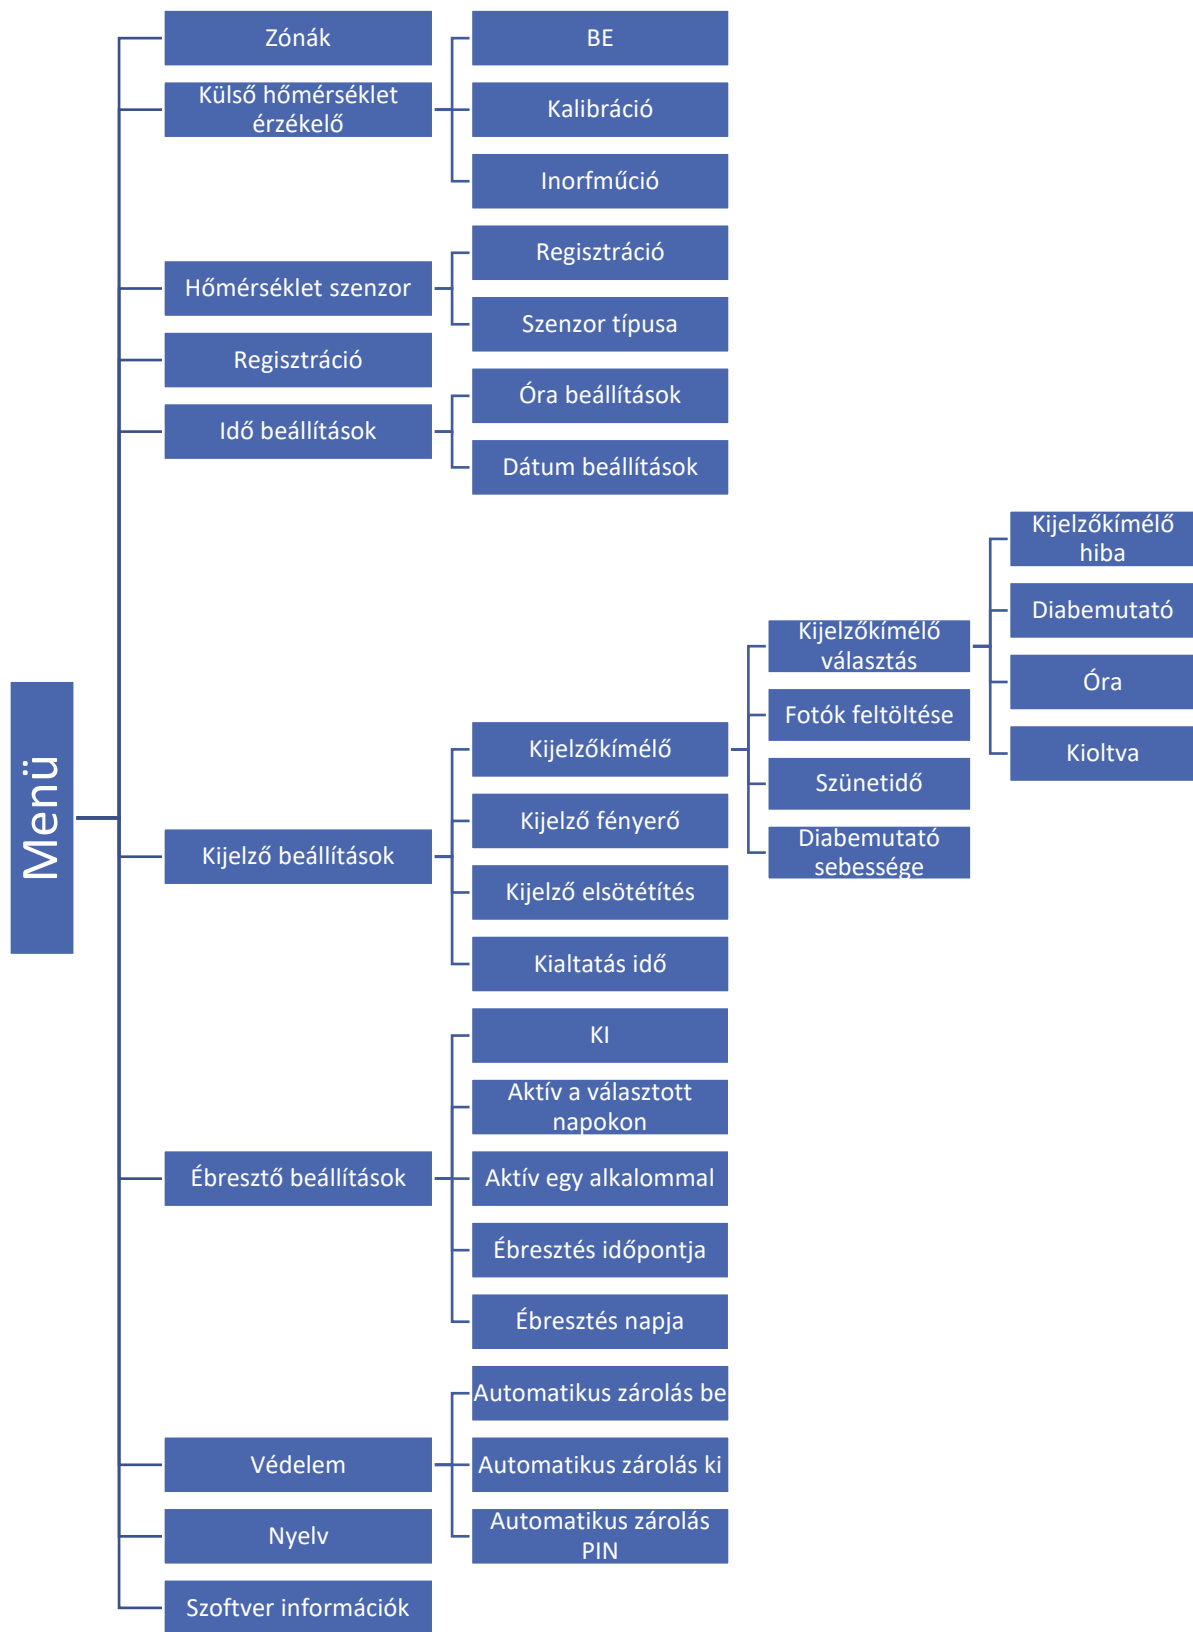 Menü
Zónák
Külső hőmérséklet
érzékelő
BE
Kalibráció
Inorfműció
Hőmérséklet szenzor
Regisztráció
Szenzor típusa
Regisztráció
Idő beállítások
Óra beállítások
Dátum beállítások
Kijelző beállítások
Kijelzőkímélő
Kijelzőkímélő
választás
Kijelzőkímélő
hiba
Diabemutató
Óra
Kioltva
Fotók feltöltése
Szünetidő
Diabemutató
sebessége
Kijelző fényerő
Kijelző elsötétítés
Kialtatás idő
Ébresztő beállítások
KI
Aktív a választott
napokon
Aktív egy alkalommal
Ébresztés időpontja
Ébresztés napja
Védelem
Automatikus zárolás be
Automatikus zárolás ki
Automatikus zárolás
PIN
Nyelv
Szoftver információk